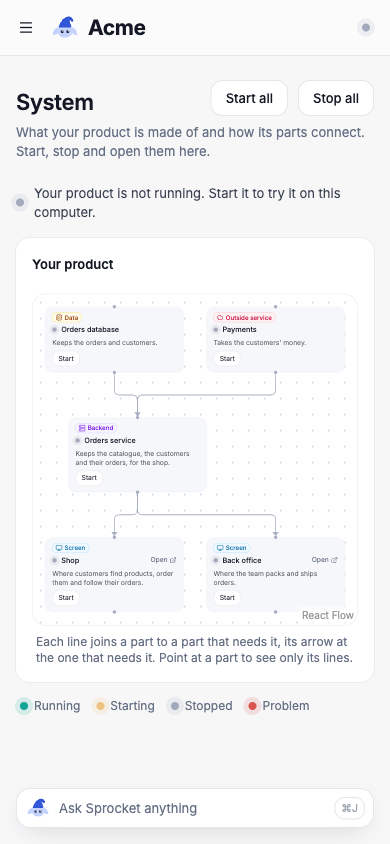 Acme
System
Start all
Stop all
What your product is made of and how its parts connect.
Start, stop and open them here.
Your product is not running. Start it to try it on this
computer.
Your product
Data
Orders database
Keeps the orders and customers.
Start
Outside service
Payments
Takes the customers' money.
Start
Backend
Orders service
Keeps the catalogue, the customers
and their orders, for the shop.
Start
Screen
Shop
Open
Where customers find products, order
them and follow their orders.
Start
Screen
Back office
Open
Where the team packs and ships
orders.
Start
React Flow
Each line joins a part to a part that needs it, its arrow at
the one that needs it. Point at a part to see only its lines.
Running
Starting
Stopped
Problem
Ask Sprocket anything
⌘J